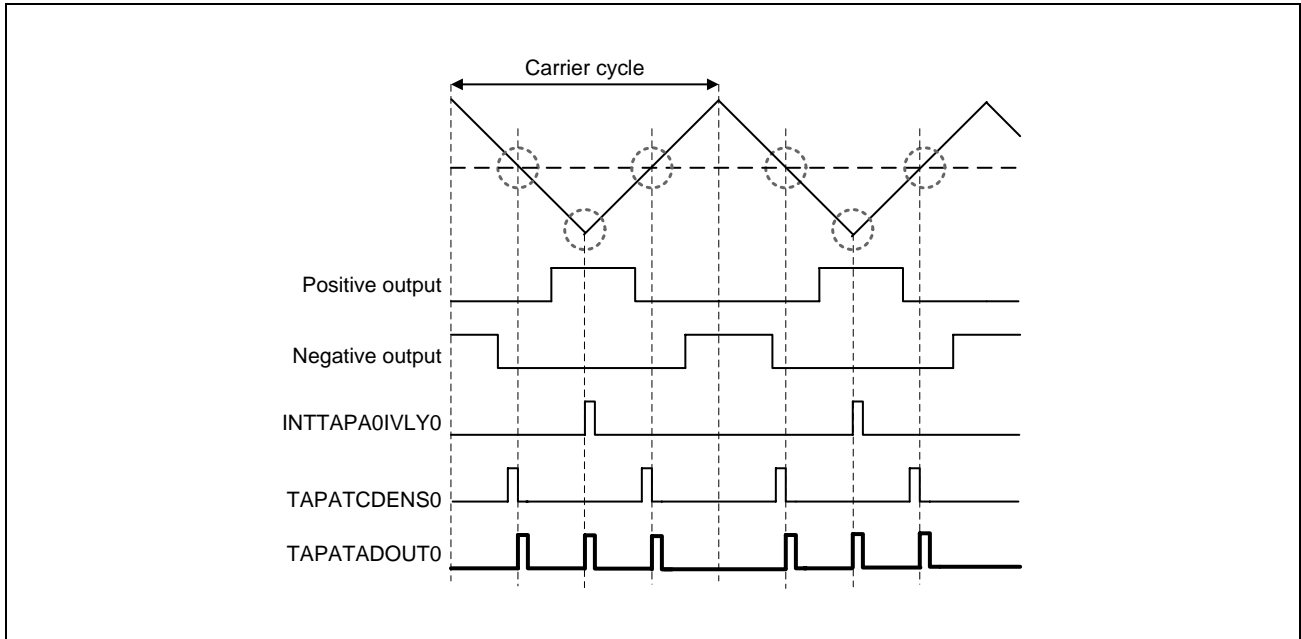 Carrier cycle
Positive output
Negative output
INTTAPA0IVLY0
TAPATCDENS0
TAPATADOUT0